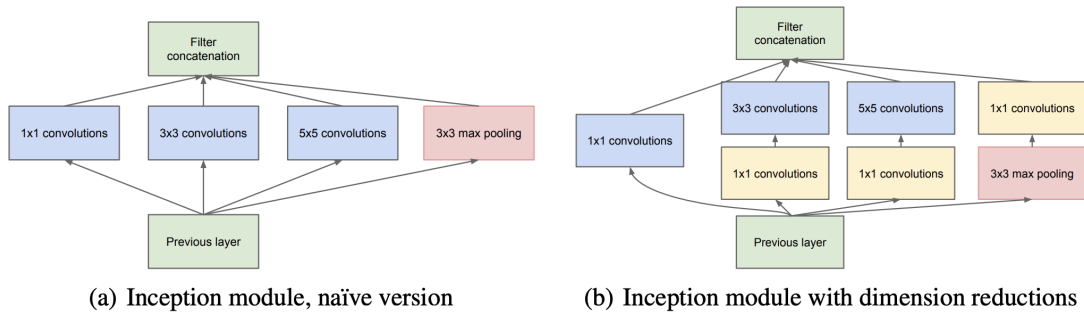 Filter
concatenation
1x1 convolutions
3x3 convolutions
5x5 convolutions
3x3 max pooling
Previous layer
(a) Inception module, naïve version
Filter
concatenation
3x3 convolutions
5x5 convolutions
1x1 convolutions
1x1 convolutions
1x1 convolutions
1x1 convolutions
3x3 max pooling
Previous layer
(b) Inception module with dimension reductions